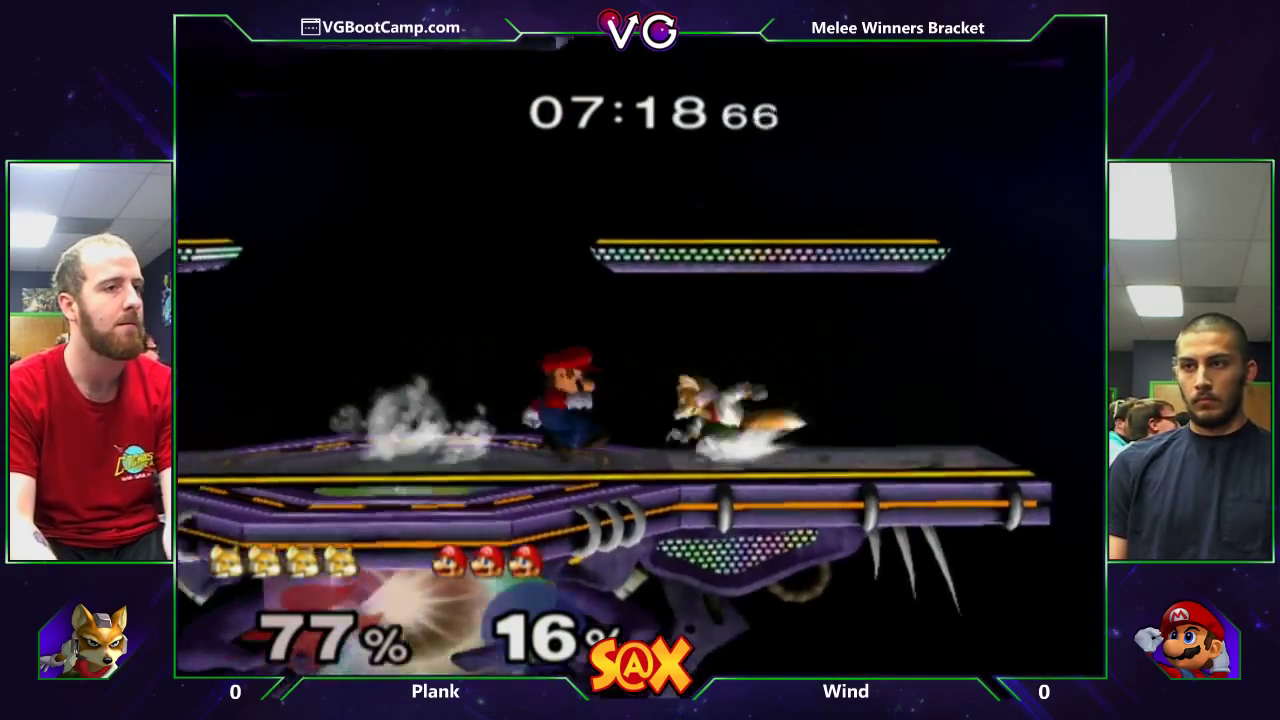 VGBootCamp.com
VG
Melee Winners Bracket
07:18 66
77%
16%
S@X
0
Plank
Wind
0